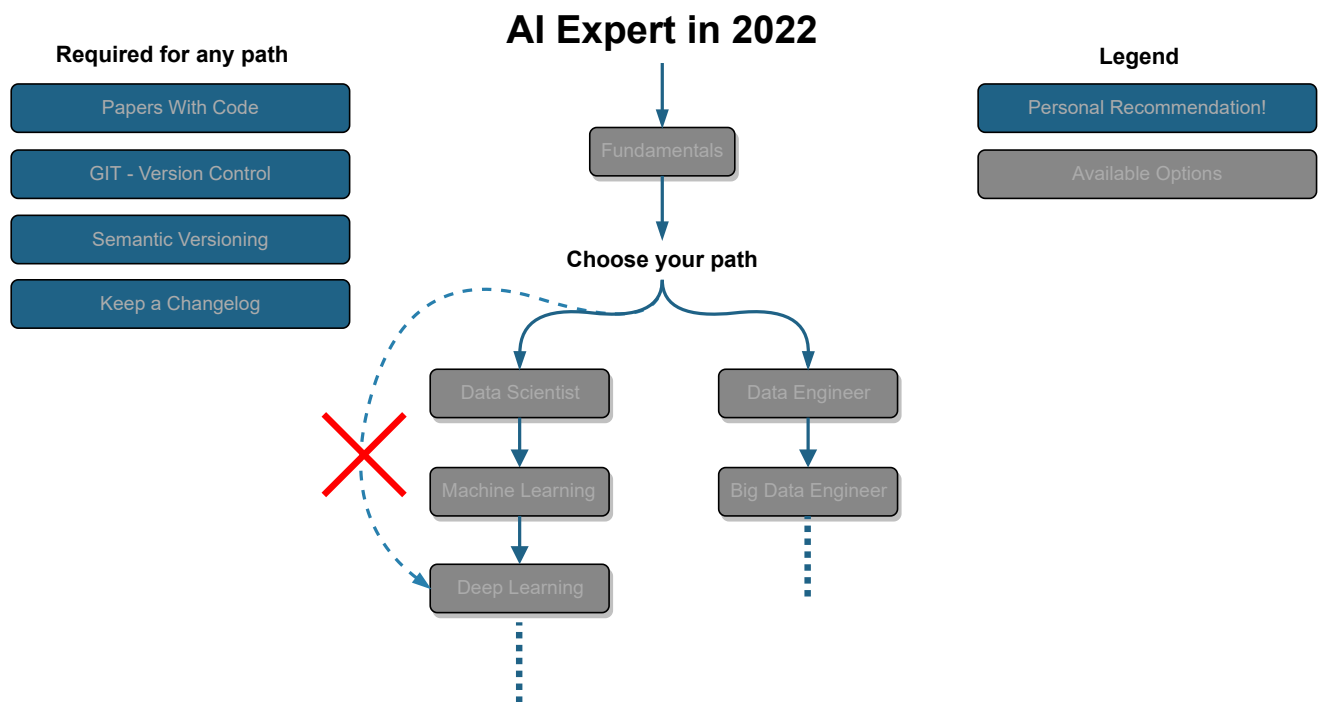 AI Expert in 2022
Required for any path
Papers With Code
GIT - Version Control
Semantic Versioning
Keep a Changelog
Legend
Personal Recommendation!
Available Options
Fundamentals
Choose your path
Data Scientist
Data Engineer
Machine Learning
Big Data Engineer
Deep Learning